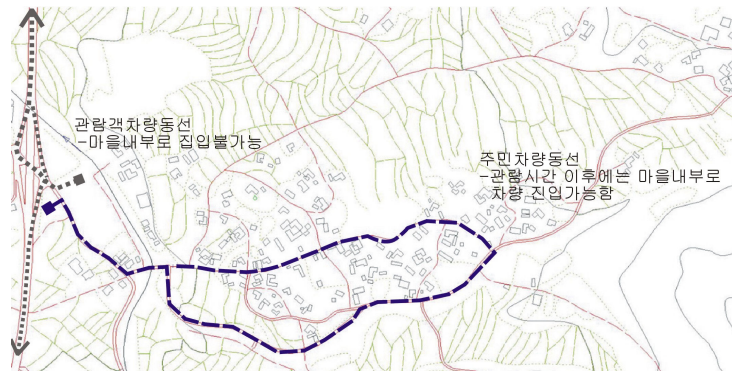 관람객차량동선
-마을내부로 집입불가능
주민차량동선
-관람시간 이후에는 마을내부로
차량 진입가능함